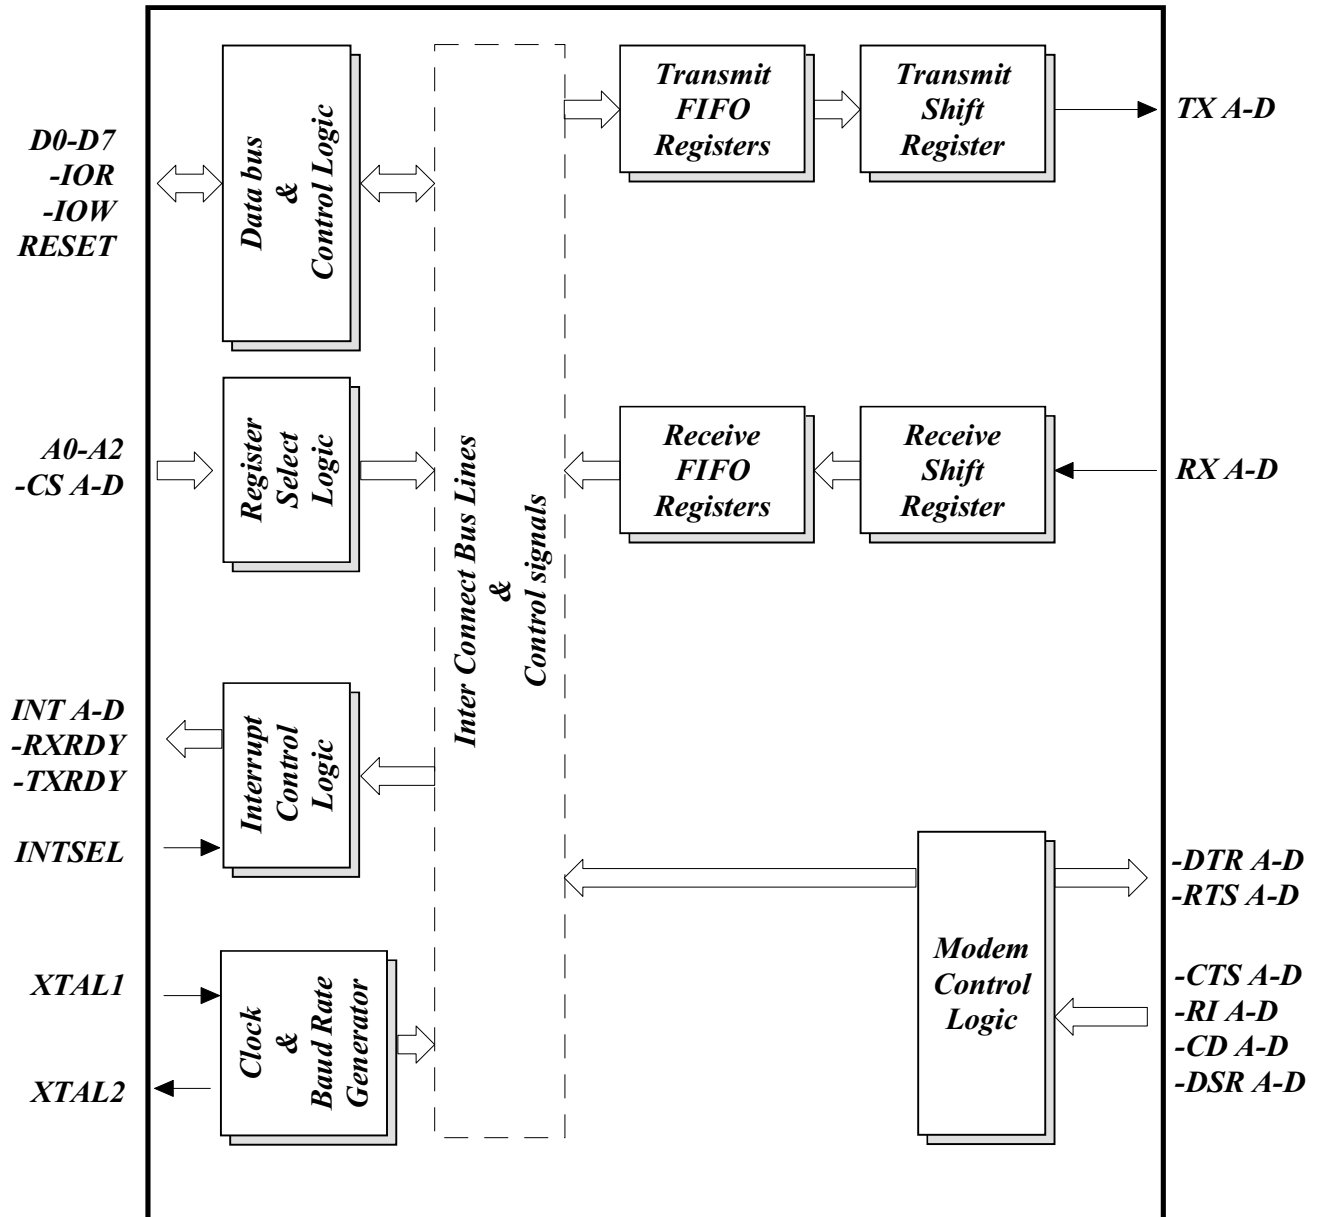 D0-D7
-IOR
-IOW
RESET
Data bus
&
Control Logic
A0-A2
-CS A-D
Register
Select
Logic
INT A-D
-RXRDY
-TXRDY
INTSEL
Interrupt
Control
Logic
XTAL1
XTAL2
Clock
&
Baud Rate
Generator
Inter Connect Bus Lines
&
Control signals
Transmit
FIFO
Registers
Transmit
Shift
Register
TX A-D
Receive
FIFO
Registers
Receive
Shift
Register
RX A-D
Modem
Control
Logic
-DTR A-D
-RTS A-D
-CTS A-D
-RI A-D
-CD A-D
-DSR A-D